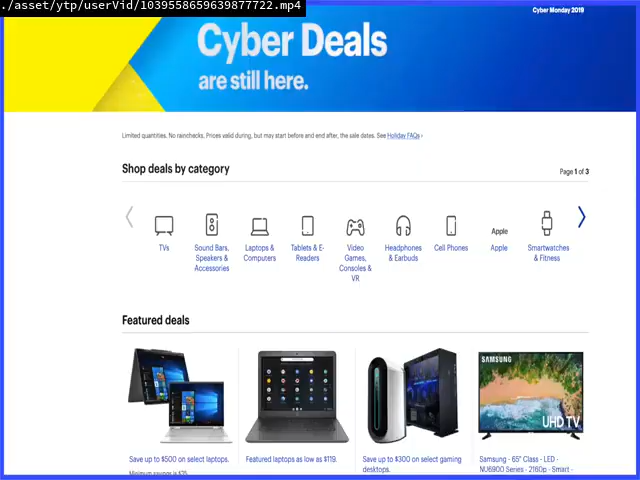 ./asset/ytp/userVid/1039558659639877722.mp4
Cyber Monday 2019
Cyber Deals
are still here.
Limited quantities. No rainchecks. Prices valid during, but may start before and end after, the sale dates. See Holiday FAQs ›
Shop deals by category
Page 1 of 3
Apple
TVs
Sound Bars, Speakers & Accessories
Laptops & Computers
Tablets & E-Readers
Video Games, Consoles & VR
Headphones & Earbuds
Cell Phones
Apple
Smartwatches & Fitness
Featured deals
SAMSUNG
UHD TV
Save up to $500 on select laptops.
Minimum savings is $75.
Featured laptops as low as $119.
Save up to $300 on select gaming desktops.
Samsung - 65" Class - LED - NU6900 Series - 2160p - Smart -